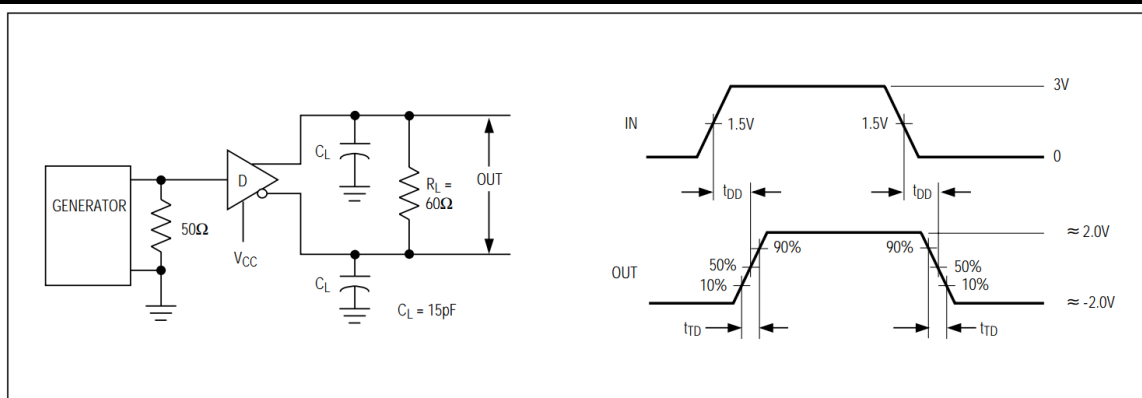 GENERATOR
50Ω
D
VCC
CL
CL
CL = 15pF
RL =
60Ω
OUT
IN
1.5V
1.5V
3V
0
tDD
tDD
OUT
90%
50%
10%
90%
50%
10%
≈ 2.0V
≈ -2.0V
tTD
tTD